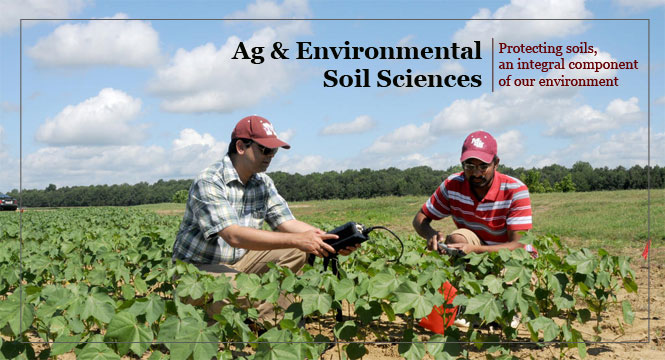 Ag & Environmental
Soil Sciences
Protecting soils,
an integral component
of our environment